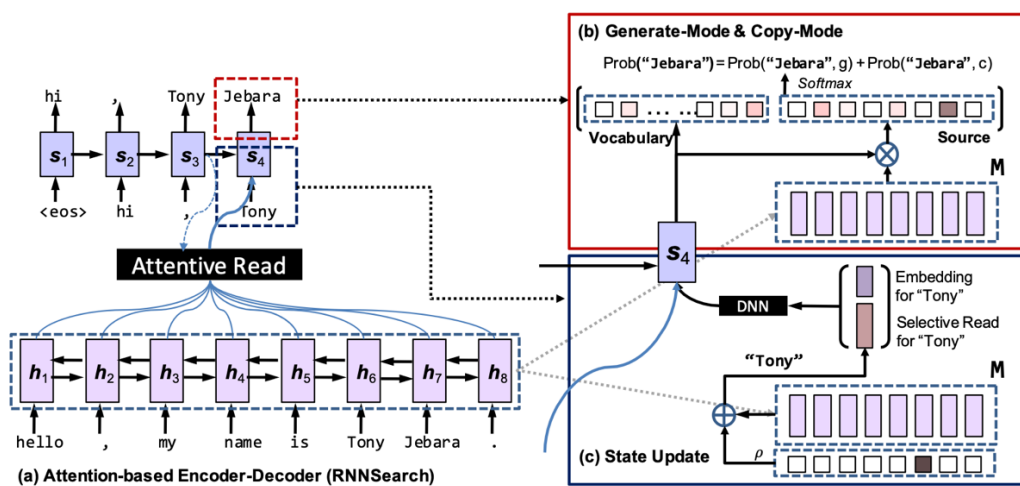 (b) Generate-Mode & Copy-Mode
Prob("Jebara") = Prob("Jebara", g) + Prob("Jebara", c)
Softmax
... ...
Vocabulary
Source
M
hi , Tony Jebara
s1 s2 s3 s4
<eos> hi , Tony
Attentive Read
h1 h2 h3 h4 h5 h6 h7 h8
hello , my name is Tony Jebara .
(a) Attention-based Encoder-Decoder (RNNSearch)
s4
DNN
Embedding
for "Tony"
Selective Read
for "Tony"
"Tony"
M
ρ
(c) State Update